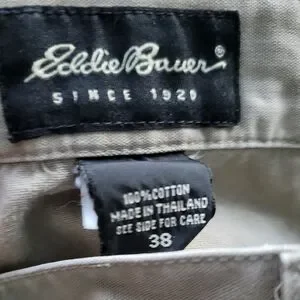 Eddie Bauer®
SINCE 1920
100% COTTON
MADE IN THAILAND
SEE SIDE FOR CARE
38